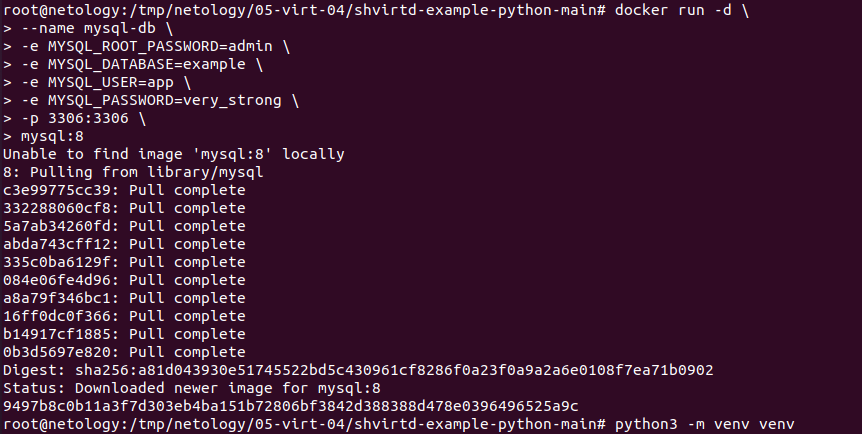 root@netology:/tmp/netology/05-virt-04/shvirtd-example-python-main# docker run -d \
> --name mysql-db \
> -e MYSQL_ROOT_PASSWORD=admin \
> -e MYSQL_DATABASE=example \
> -e MYSQL_USER=app \
> -e MYSQL_PASSWORD=very_strong \
> -p 3306:3306 \
> mysql:8
Unable to find image 'mysql:8' locally
8: Pulling from library/mysql
c3e99775cc39: Pull complete
332288060cf8: Pull complete
5a7ab34260fd: Pull complete
abda743cff12: Pull complete
335c0ba6129f: Pull complete
084e06fe4d96: Pull complete
a8a79f346bc1: Pull complete
16ff0dc0f366: Pull complete
b14917cf1885: Pull complete
0b3d5697e820: Pull complete
Digest: sha256:a81d043930e51745522bd5c430961cf8286f0a23f0a9a2a6e0108f7ea71b0902
Status: Downloaded newer image for mysql:8
9497b8c0b11a3f7d303eb4ba151b72806bf3842d388388d478e0396496525a9c
root@netology:/tmp/netology/05-virt-04/shvirtd-example-python-main# python3 -m venv venv